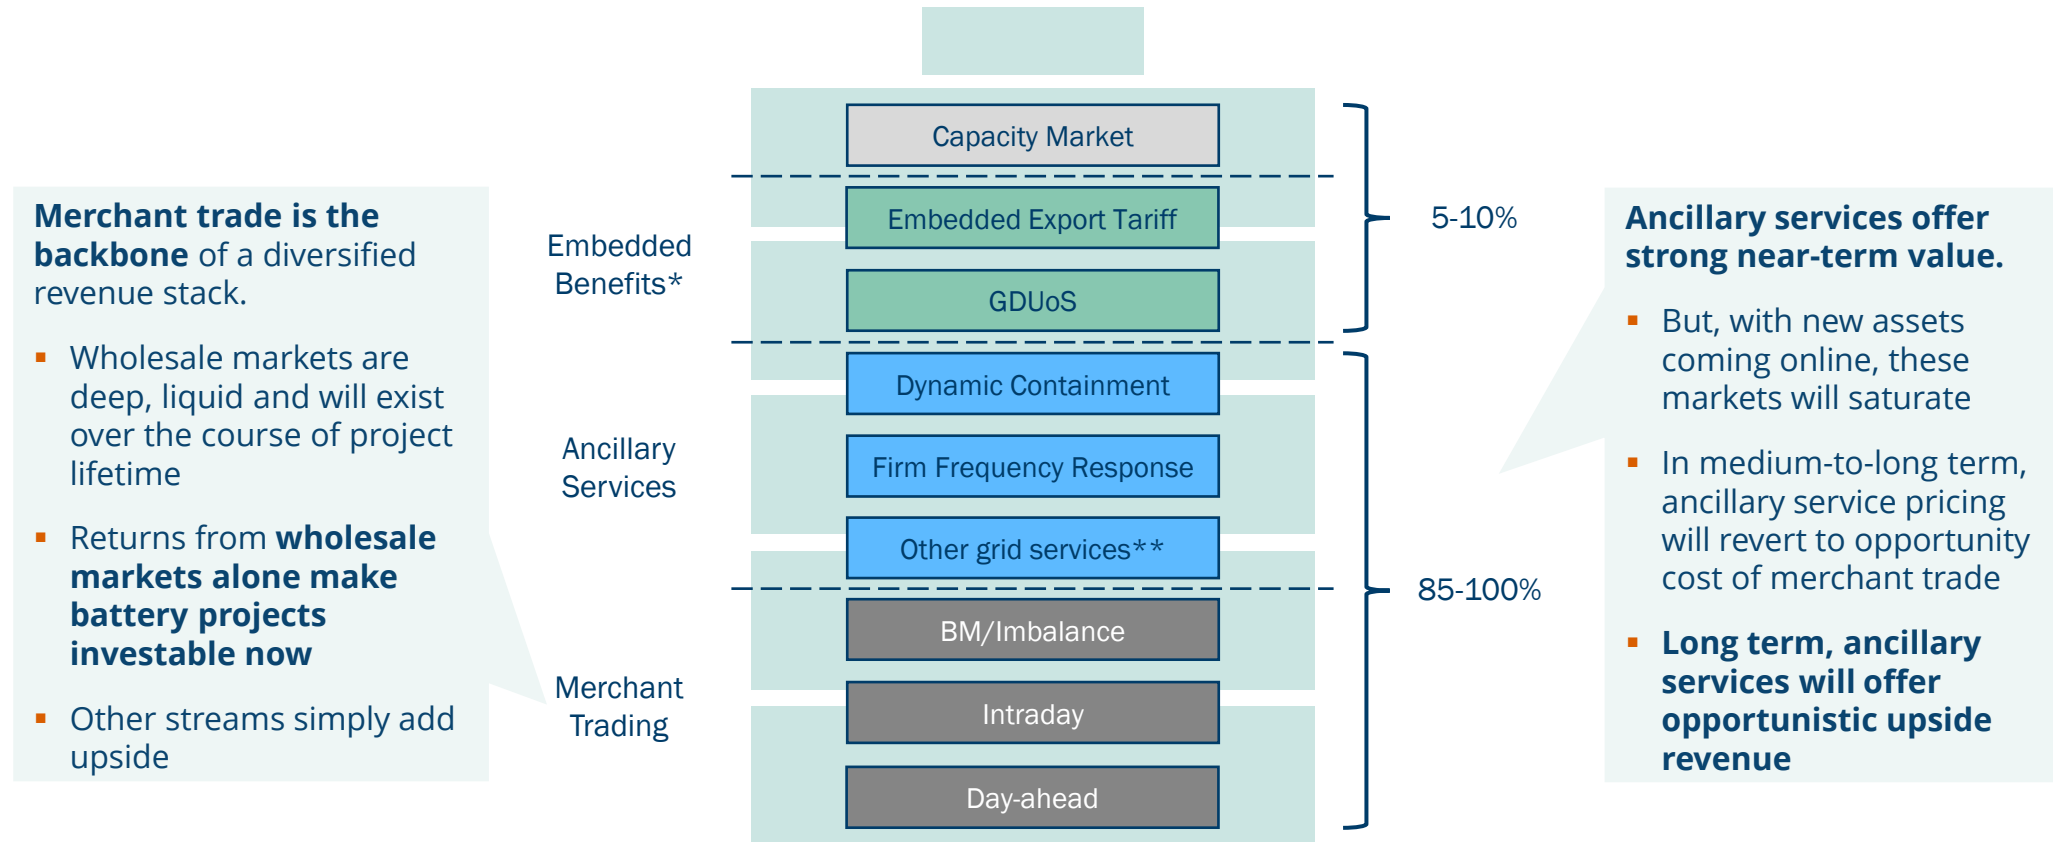 Merchant trade is the
backbone of a diversified
revenue stack.
▪ Wholesale markets are
deep, liquid and will exist
over the course of project
lifetime
▪ Returns from wholesale
markets alone make
battery projects
investable now
▪ Other streams simply add
upside
Embedded
Benefits*
Ancillary
Services
Merchant
Trading
Capacity Market
Embedded Export Tariff
GDUoS
Dynamic Containment
Firm Frequency Response
Other grid services**
BM/Imbalance
Intraday
Day-ahead
5-10%
85-100%
Ancillary services offer
strong near-term value.
▪ But, with new assets
coming online, these
markets will saturate
▪ In medium-to-long term,
ancillary service pricing
will revert to opportunity
cost of merchant trade
▪ Long term, ancillary
services will offer
opportunistic upside
revenue